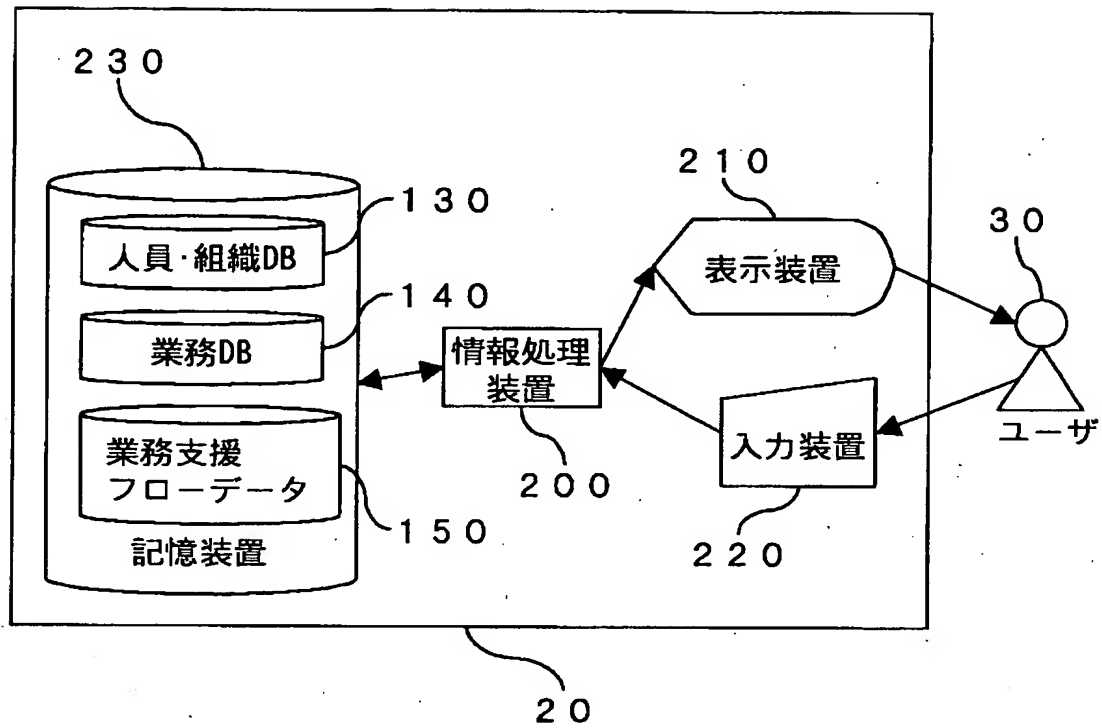 ２３０
２１０
１３０
３０
人員･組織DB
表示装置
１４０
業務DB
情報処理
装置
ユーザ
業務支援
フローデータ
入力装置
２００
１５０
記憶装置
２２０
２０